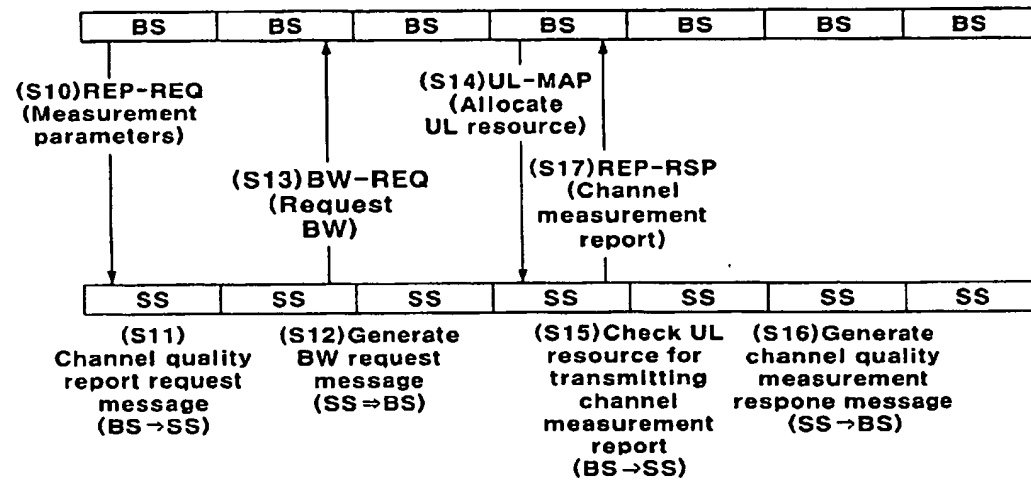 BS BS BS BS BS BS BS
(S10)REP-REQ
(Measurement
parameters)
(S13)BW-REQ
(Request
BW)
(S14)UL-MAP
(Allocate
UL resource)
(S17)REP-RSP
(Channel
measurement
report)
SS SS SS SS SS SS SS
(S11)
Channel quality
report request
message
(BS→SS)
(S12)Generate
BW request
message
(SS⇒BS)
(S15)Check UL
resource for
transmitting
channel
measurement
report
(BS→SS)
(S16)Generate
channel quality
measurement
respone message
(SS→BS)